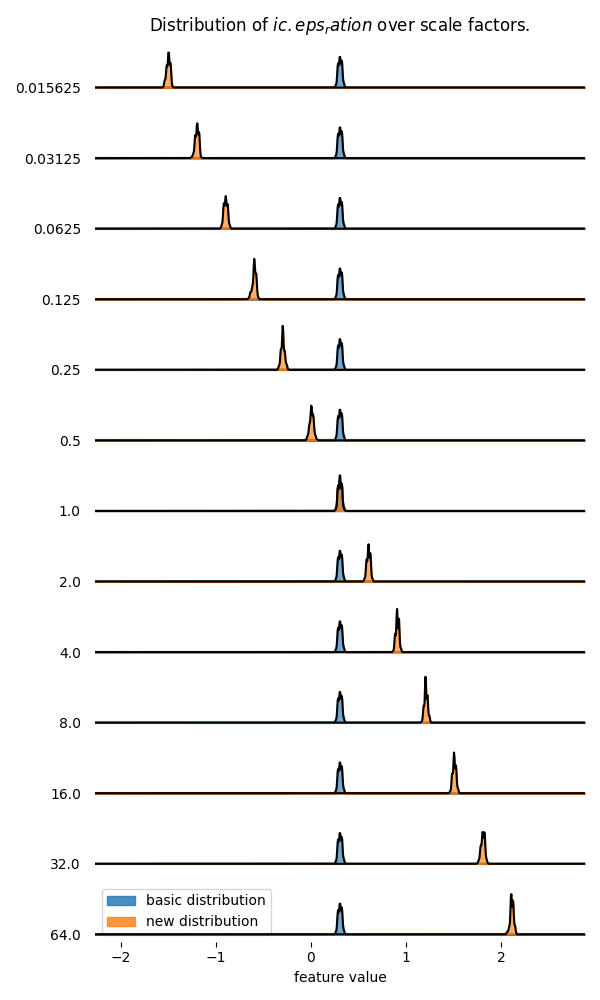 Distribution of ic.eps_ration over scale factors.
0.015625
0.03125
0.0625
0.125
0.25
0.5
1.0
2.0
4.0
8.0
16.0
32.0
basic distribution
new distribution
64.0
−2 −1 0 1 2
feature value